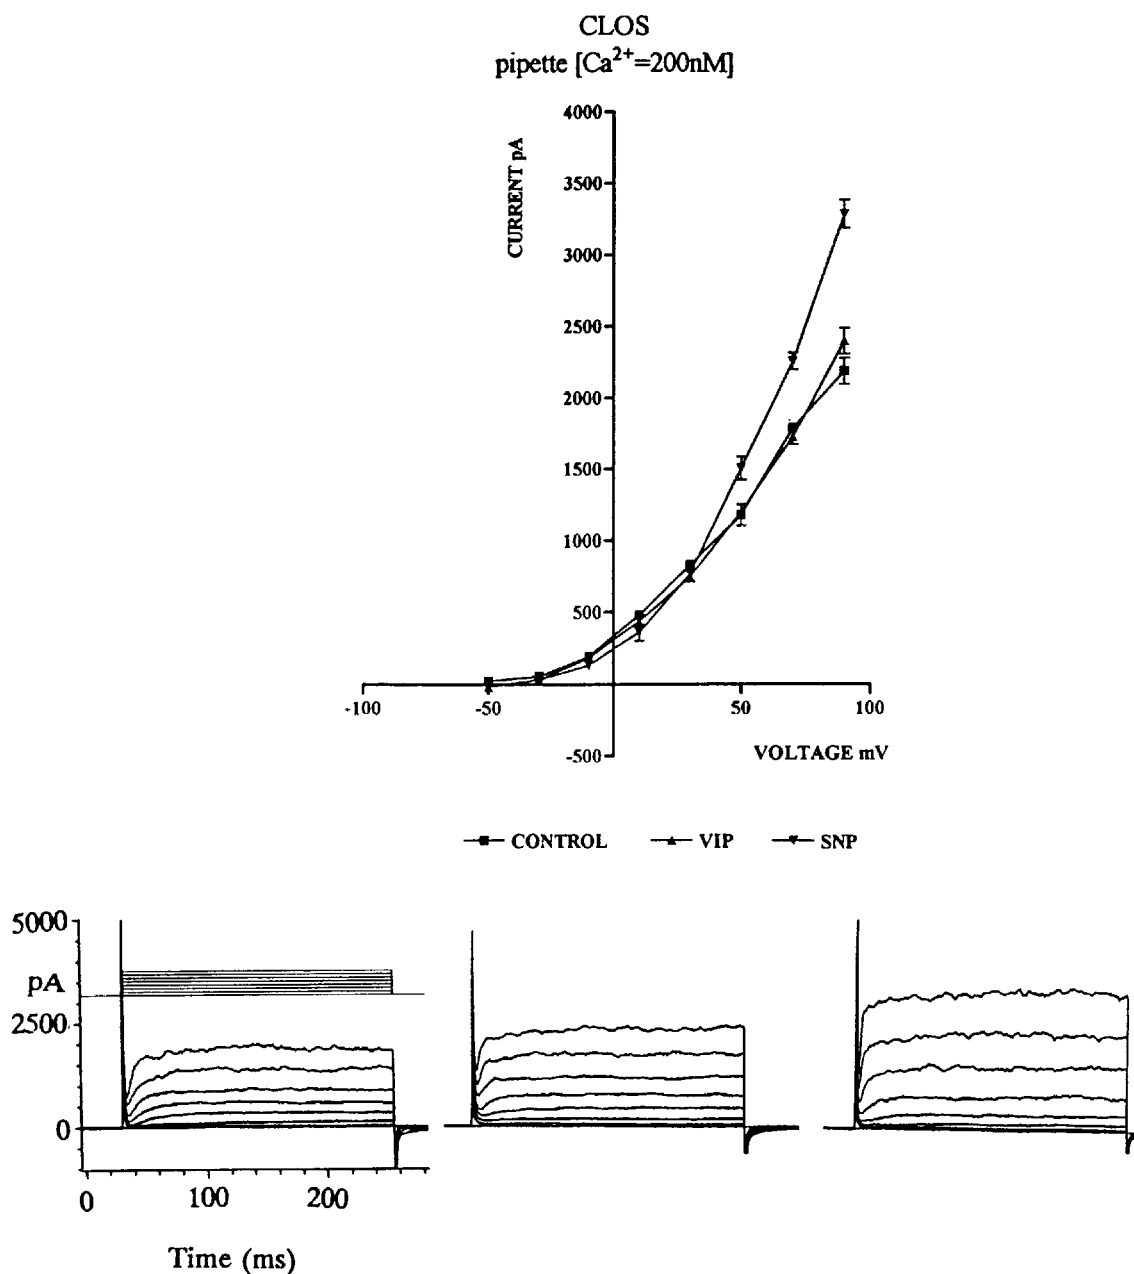 CLOS
pipette [Ca²⁺=200nM]
CURRENT pA
4000
3500
3000
2500
2000
1500
1000
500
-500
-100
-50
50
100
VOLTAGE mV
CONTROL
VIP
SNP
5000
pA
2500
0
0
100
200
Time (ms)